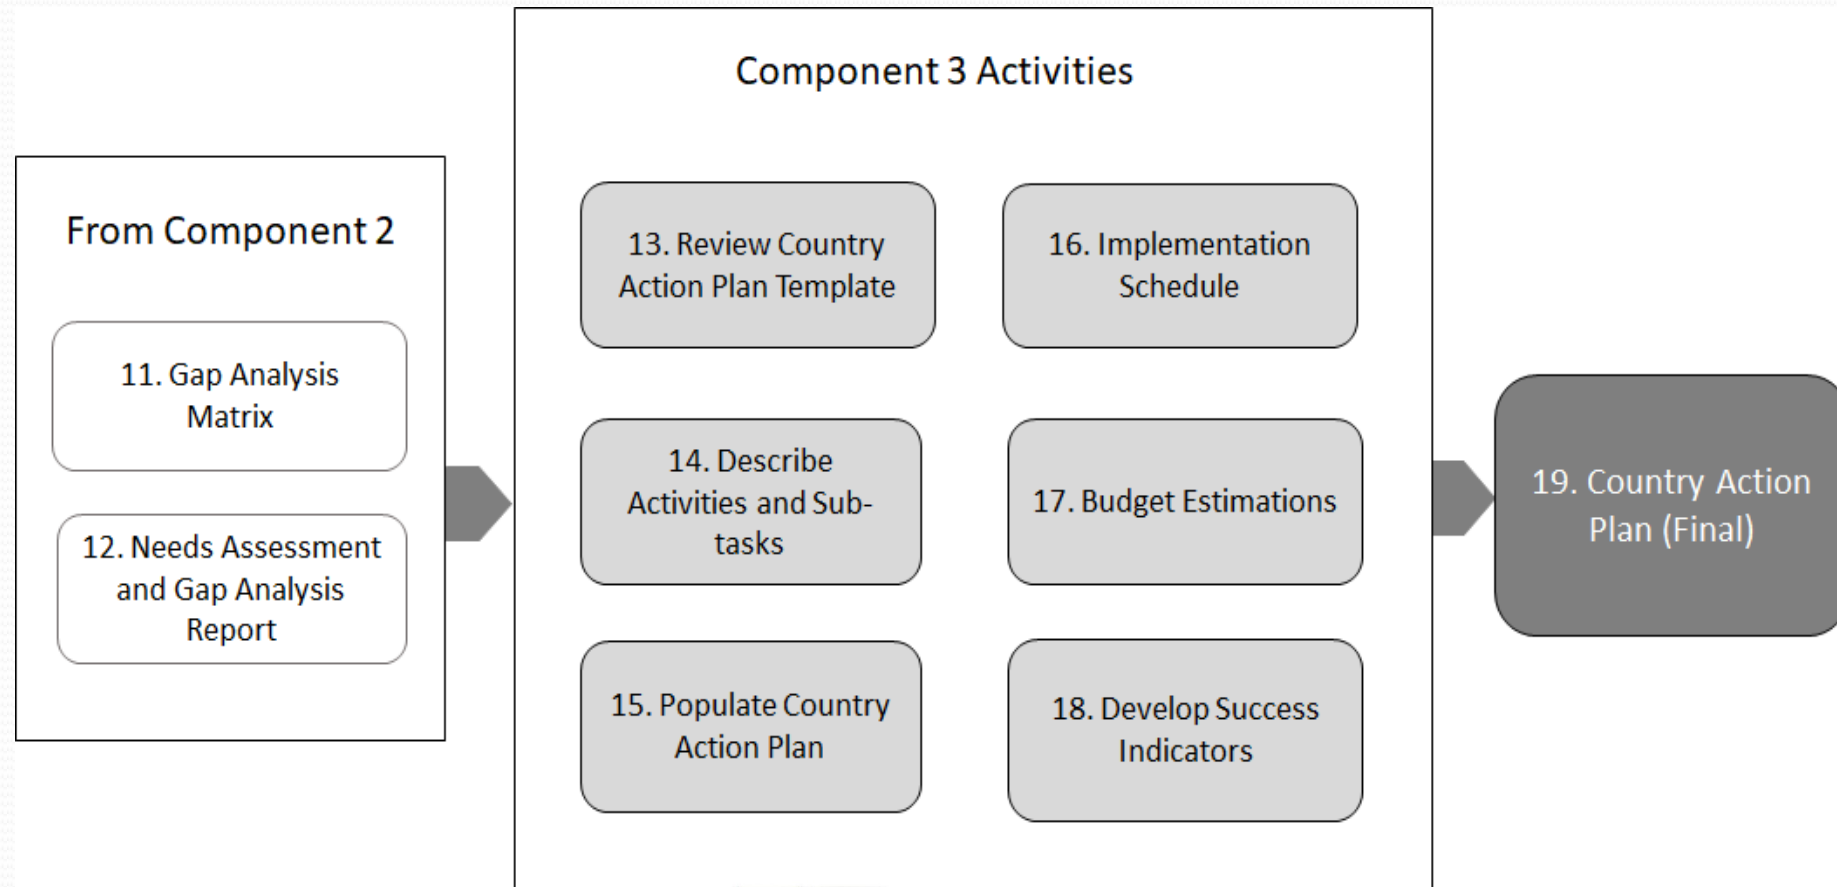 Component 3 Activities
From Component 2
11. Gap Analysis
Matrix
12. Needs Assessment
and Gap Analysis
Report
13. Review Country
Action Plan Template
14. Describe
Activities and Sub-
tasks
15. Populate Country
Action Plan
16. Implementation
Schedule
17. Budget Estimations
18. Develop Success
Indicators
19. Country Action
Plan (Final)